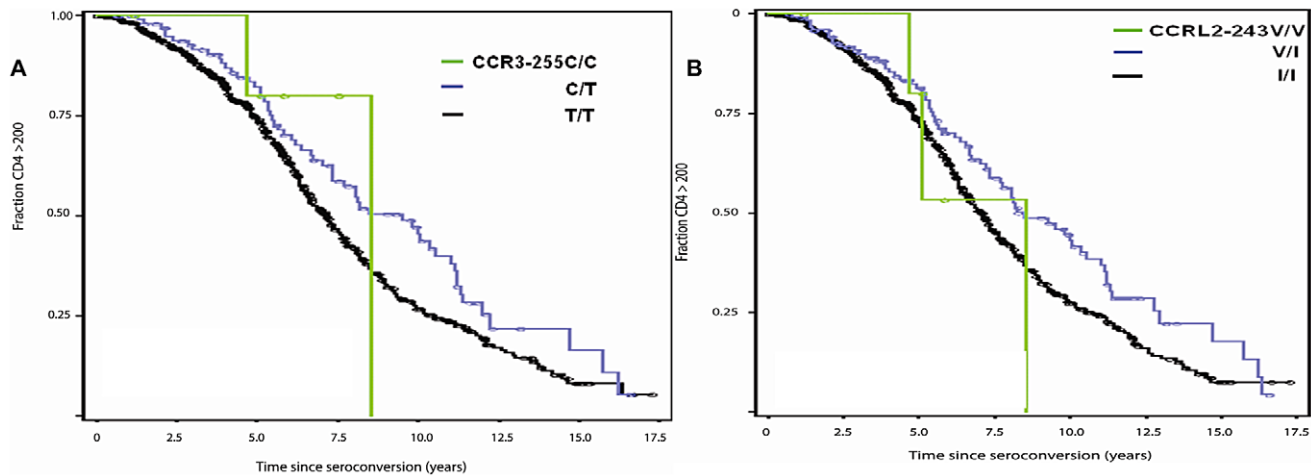 A
1.00
0.75
0.50
0.25
Fraction CD4 >200
CCR3-255C/C
C/T
T/T
0 2.5 5.0 7.5 10.0 12.5 15.0 17.5
Time since seroconversion (years)
B
0
0.75
0.50
0.25
Fraction CD4 > 200
CCRL2-243V/V
V/I
I/I
0 2.5 5.0 7.5 10.0 12.5 15.0 17.5
Time since seroconversion (years)